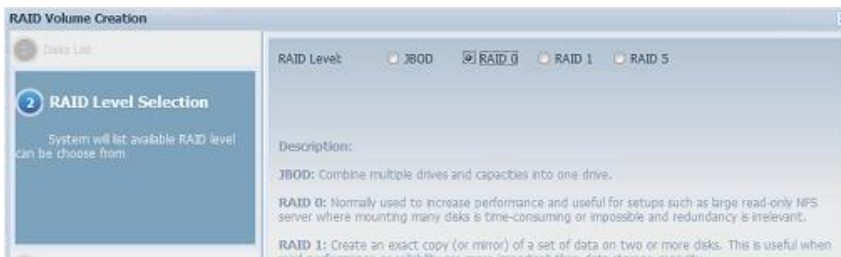 RAID Volume Creation
Disks List
2 RAID Level Selection
System will list available RAID level
can be choose from
RAID Level: JBOD RAID 0 RAID 1 RAID 5
Description:
JBOD: Combine multiple drives and capacities into one drive.
RAID 0: Normally used to increase performance and useful for setups such as large read-only NFS
server where mounting many disks is time-consuming or impossible and redundancy is irrelevant.
RAID 1: Create an exact copy (or mirror) of a set of data on two or more disks. This is useful when